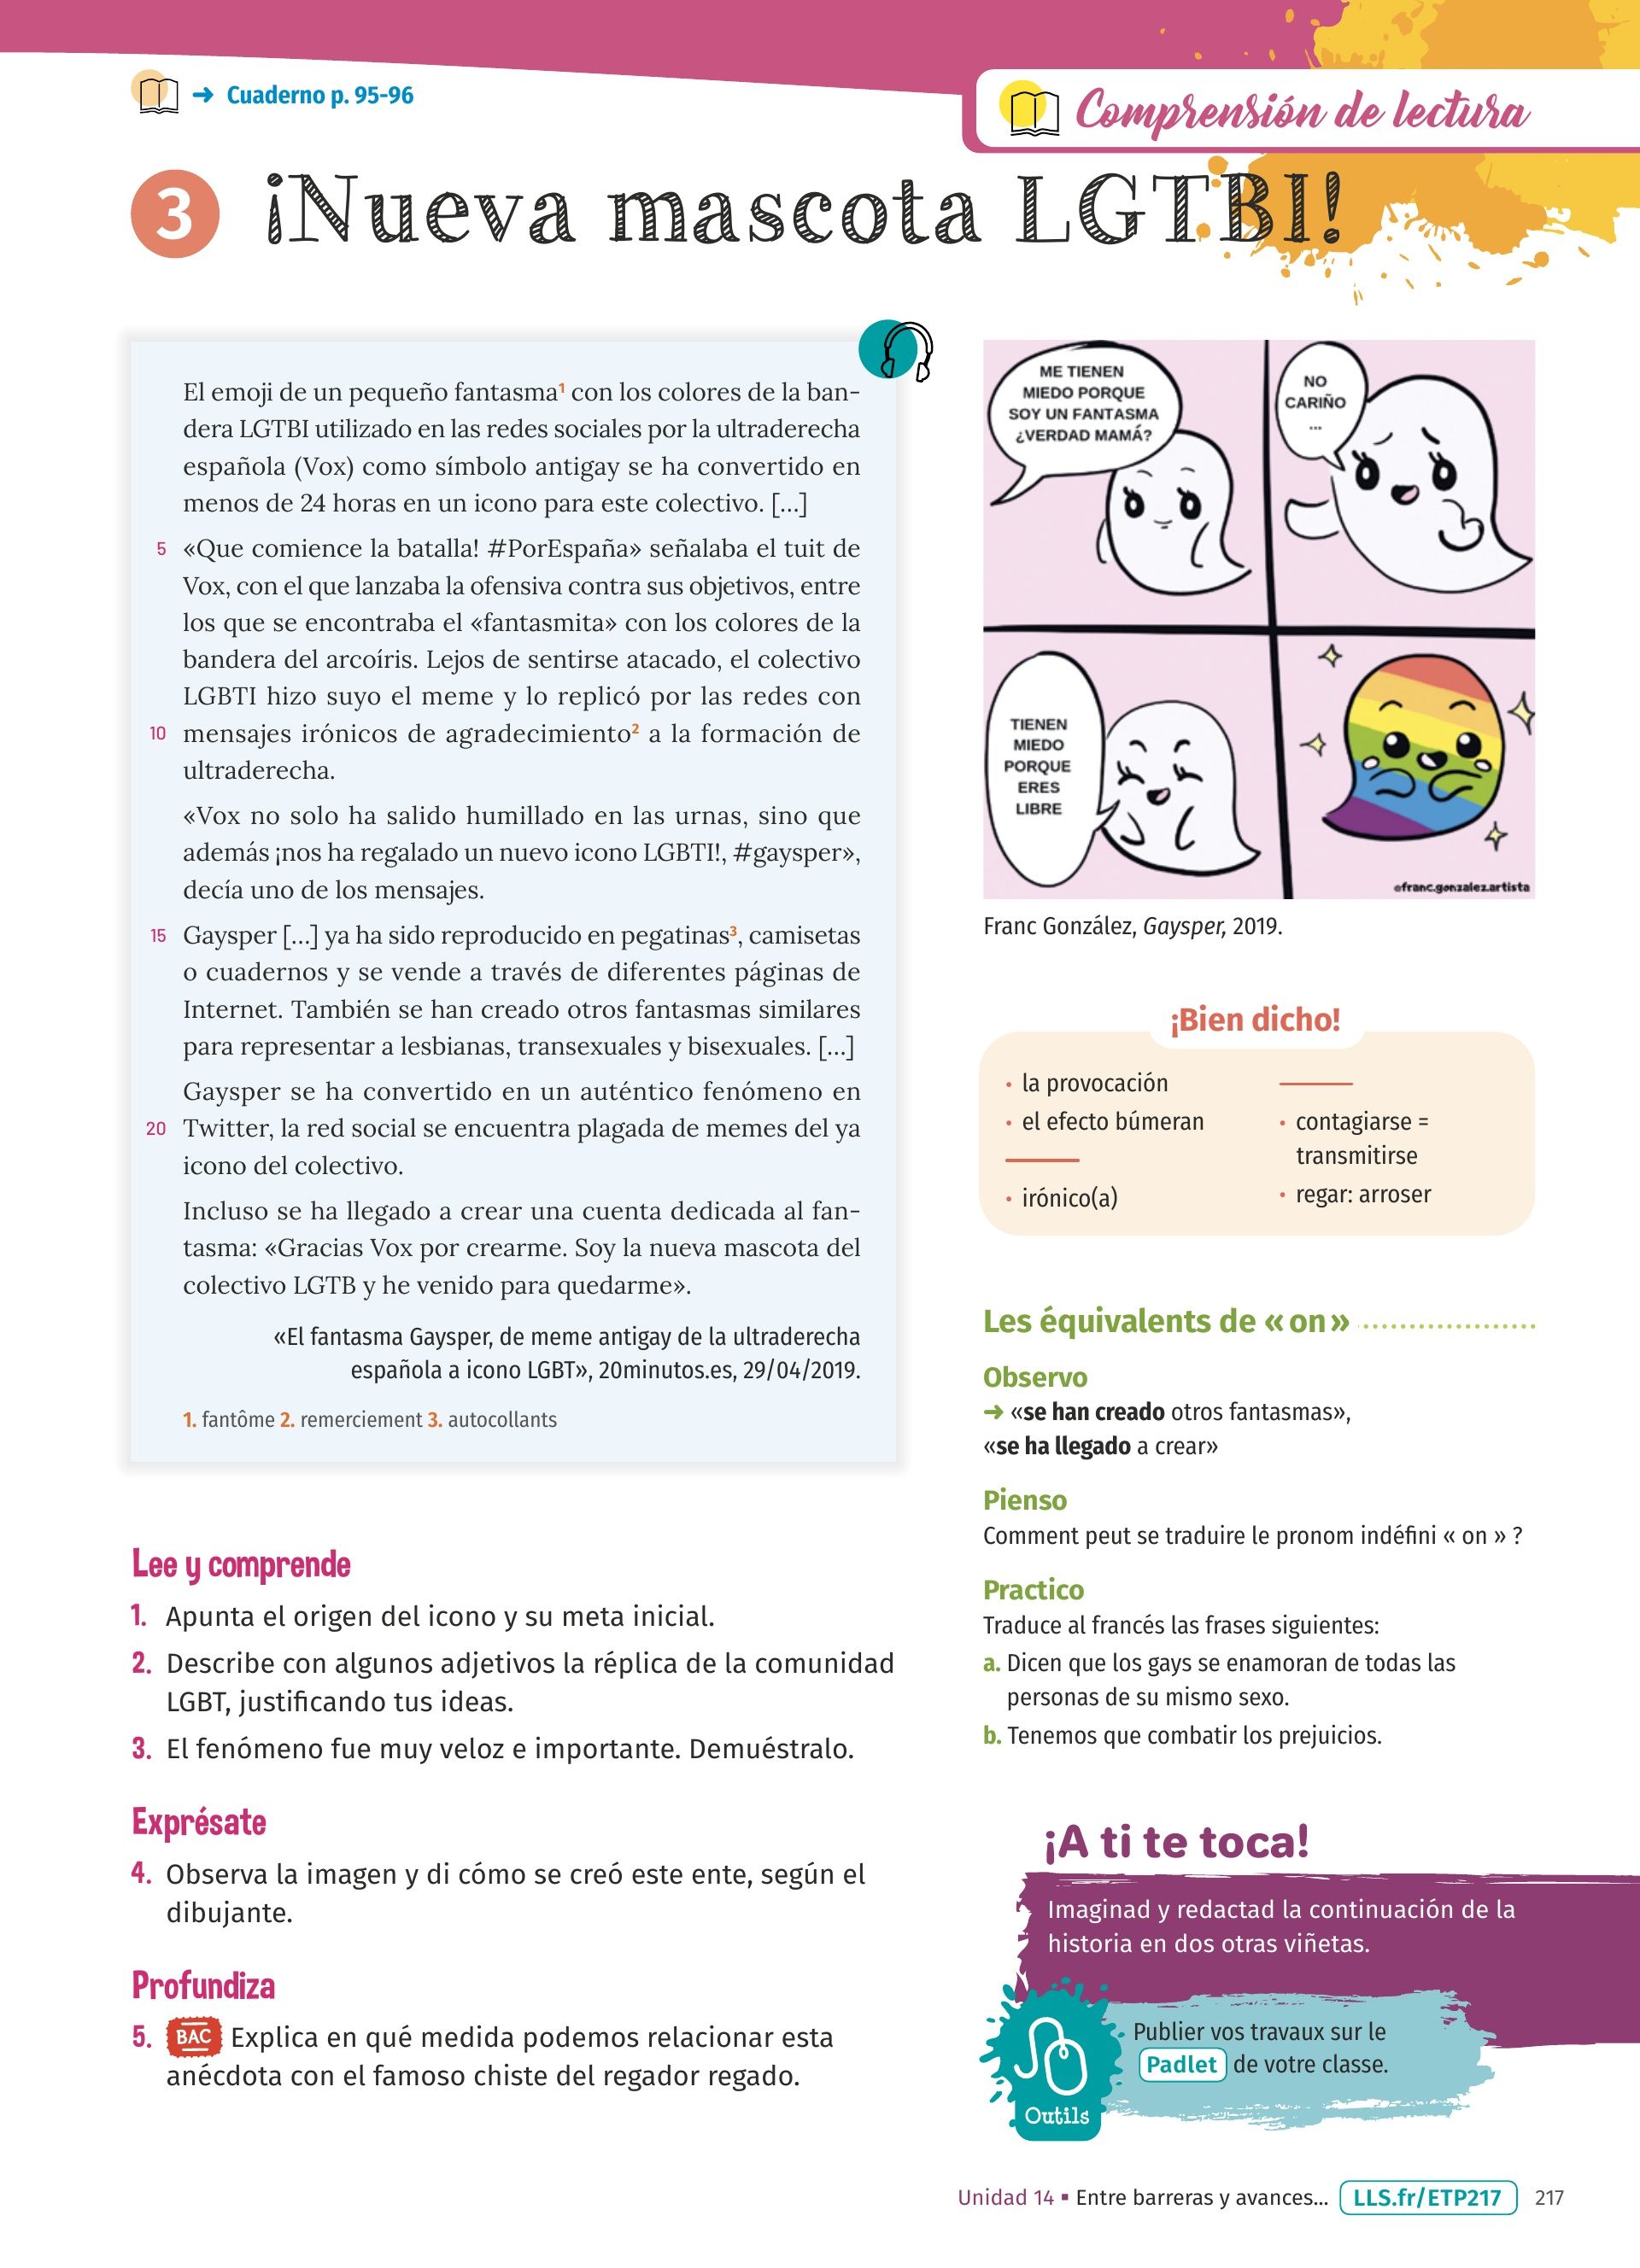 → Cuaderno p. 95-96
Comprensión de lectura
3 ¡Nueva mascota LGTBI!
El emoji de un pequeño fantasma¹ con los colores de la ban-
dera LGTBI utilizado en las redes sociales por la ultraderecha
española (Vox) como símbolo antigay se ha convertido en
menos de 24 horas en un icono para este colectivo. [...]
5 «Que comience la batalla! #PorEspaña» señalaba el tuit de
Vox, con el que lanzaba la ofensiva contra sus objetivos, entre
los que se encontraba el «fantasmita» con los colores de la
bandera del arcoíris. Lejos de sentirse atacado, el colectivo
LGBTI hizo suyo el meme y lo replicó por las redes con
10 mensajes irónicos de agradecimiento² a la formación de
ultraderecha.
«Vox no solo ha salido humillado en las urnas, sino que
además ¡nos ha regalado un nuevo icono LGBTI!, #gaysper»,
decía uno de los mensajes.
15 Gaysper [...] ya ha sido reproducido en pegatinas³, camisetas
o cuadernos y se vende a través de diferentes páginas de
Internet. También se han creado otros fantasmas similares
para representar a lesbianas, transexuales y bisexuales. [...]
Gaysper se ha convertido en un auténtico fenómeno en
20 Twitter, la red social se encuentra plagada de memes del ya
icono del colectivo.
Incluso se ha llegado a crear una cuenta dedicada al fan-
tasma: «Gracias Vox por crearme. Soy la nueva mascota del
colectivo LGTB y he venido para quedarme».
«El fantasma Gaysper, de meme antigay de la ultraderecha
española a icono LGBT», 20minutos.es, 29/04/2019.
1. fantôme 2. remerciement 3. autocollants
Lee y comprende
1. Apunta el origen del icono y su meta inicial.
2. Describe con algunos adjetivos la réplica de la comunidad
LGBT, justificando tus ideas.
3. El fenómeno fue muy veloz e importante. Demuéstralo.
Exprésate
4. Observa la imagen y di cómo se creó este ente, según el
dibujante.
Profundiza
5. BAC Explica en qué medida podemos relacionar esta
anécdota con el famoso chiste del regador regado.
ME TIENEN
MIEDO PORQUE
SOY UN FANTASMA
¿VERDAD MAMÁ?
NO
CARIÑO
...
TIENEN
MIEDO
PORQUE
ERES
LIBRE
@franc.gonzalez.artista
Franc González, Gaysper, 2019.
¡Bien dicho!
• la provocación
• el efecto búmeran
• irónico(a)
• contagiarse =
transmitirse
• regar: arroser
Les équivalents de « on »
Observo
→ «se han creado otros fantasmas»,
«se ha llegado a crear»
Pienso
Comment peut se traduire le pronom indéfini « on » ?
Practico
Traduce al francés las frases siguientes:
a. Dicen que los gays se enamoran de todas las
personas de su mismo sexo.
b. Tenemos que combatir los prejuicios.
¡A ti te toca!
Imaginad y redactad la continuación de la
historia en dos otras viñetas.
Publier vos travaux sur le
Padlet de votre classe.
Outils
Unidad 14 ▪ Entre barreras y avances... LLS.fr/ETP217 217